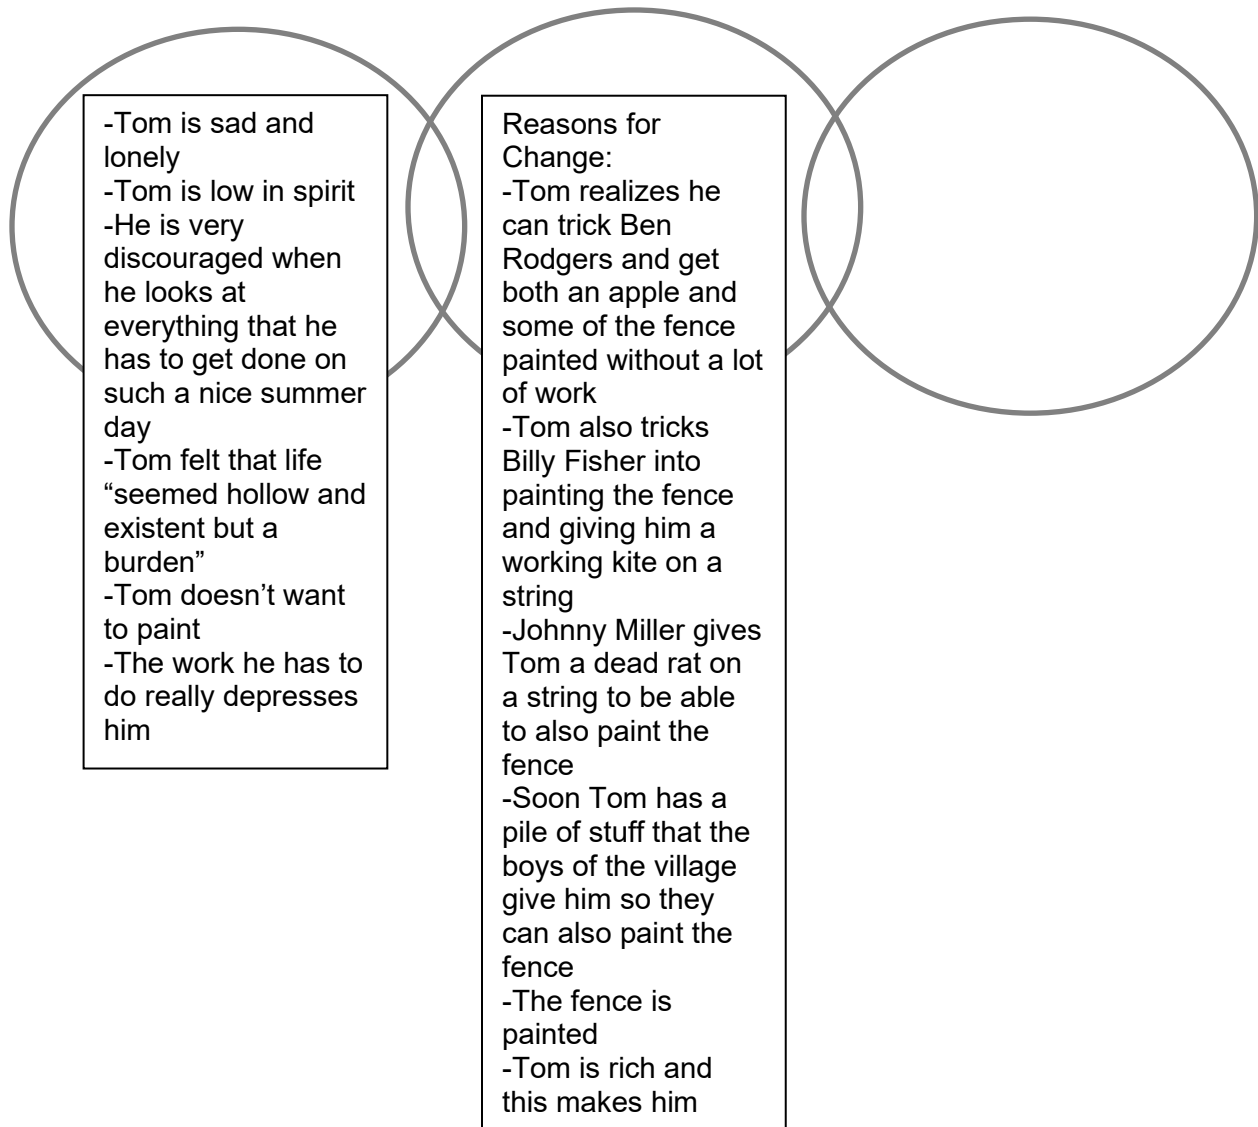 -Tom is sad and
lonely
-Tom is low in spirit
-He is very
discouraged when
he looks at
everything that he
has to get done on
such a nice summer
day
-Tom felt that life
“seemed hollow and
existent but a
burden”
-Tom doesn’t want
to paint
-The work he has to
do really depresses
him
Reasons for
Change:
-Tom realizes he
can trick Ben
Rodgers and get
both an apple and
some of the fence
painted without a lot
of work
-Tom also tricks
Billy Fisher into
painting the fence
and giving him a
working kite on a
string
-Johnny Miller gives
Tom a dead rat on
a string to be able
to also paint the
fence
-Soon Tom has a
pile of stuff that the
boys of the village
give him so they
can also paint the
fence
-The fence is
painted
-Tom is rich and
this makes him